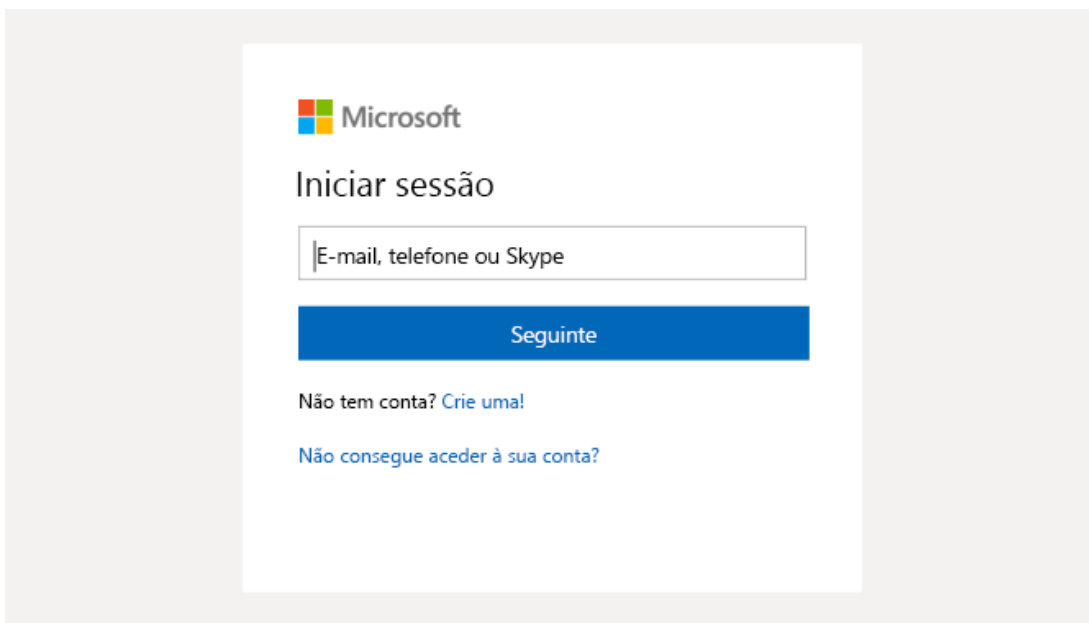 Microsoft
Iniciar sessão
E-mail, telefone ou Skype
Seguinte
Não tem conta? Crie uma!
Não consegue aceder à sua conta?